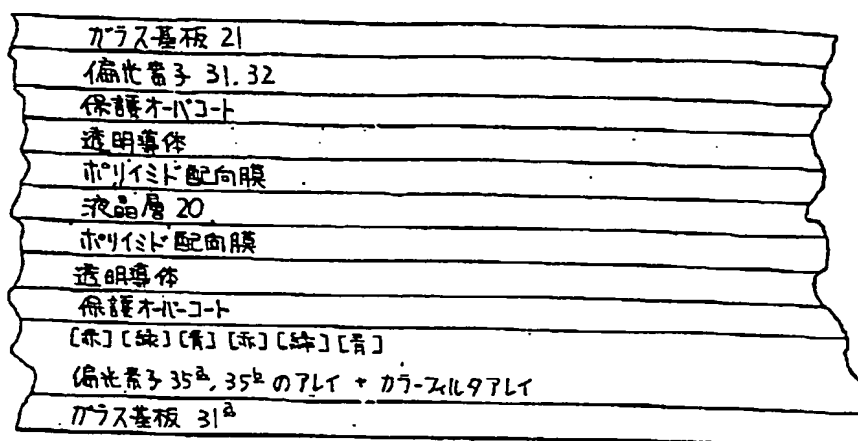 ガラス基板 21
偏光素子 31.32
保護オーバコート
透明導体
ポリイミド配向膜
液晶層 20
ポリイミド配向膜
透明導体
保護オーバーコート
[赤][緑][青][赤][緑][青]
偏光素子 35a, 35b のアレイ + カラーフィルタアレイ
ガラス基板 31a